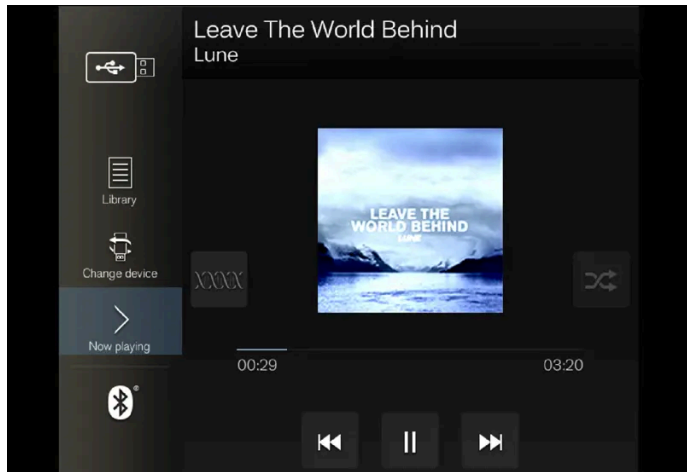 Leave The World Behind
Lune
Library
LEAVE THE
WORLD BEHIND
LUNE
Change device
XXXX
Now playing
00:29
03:20